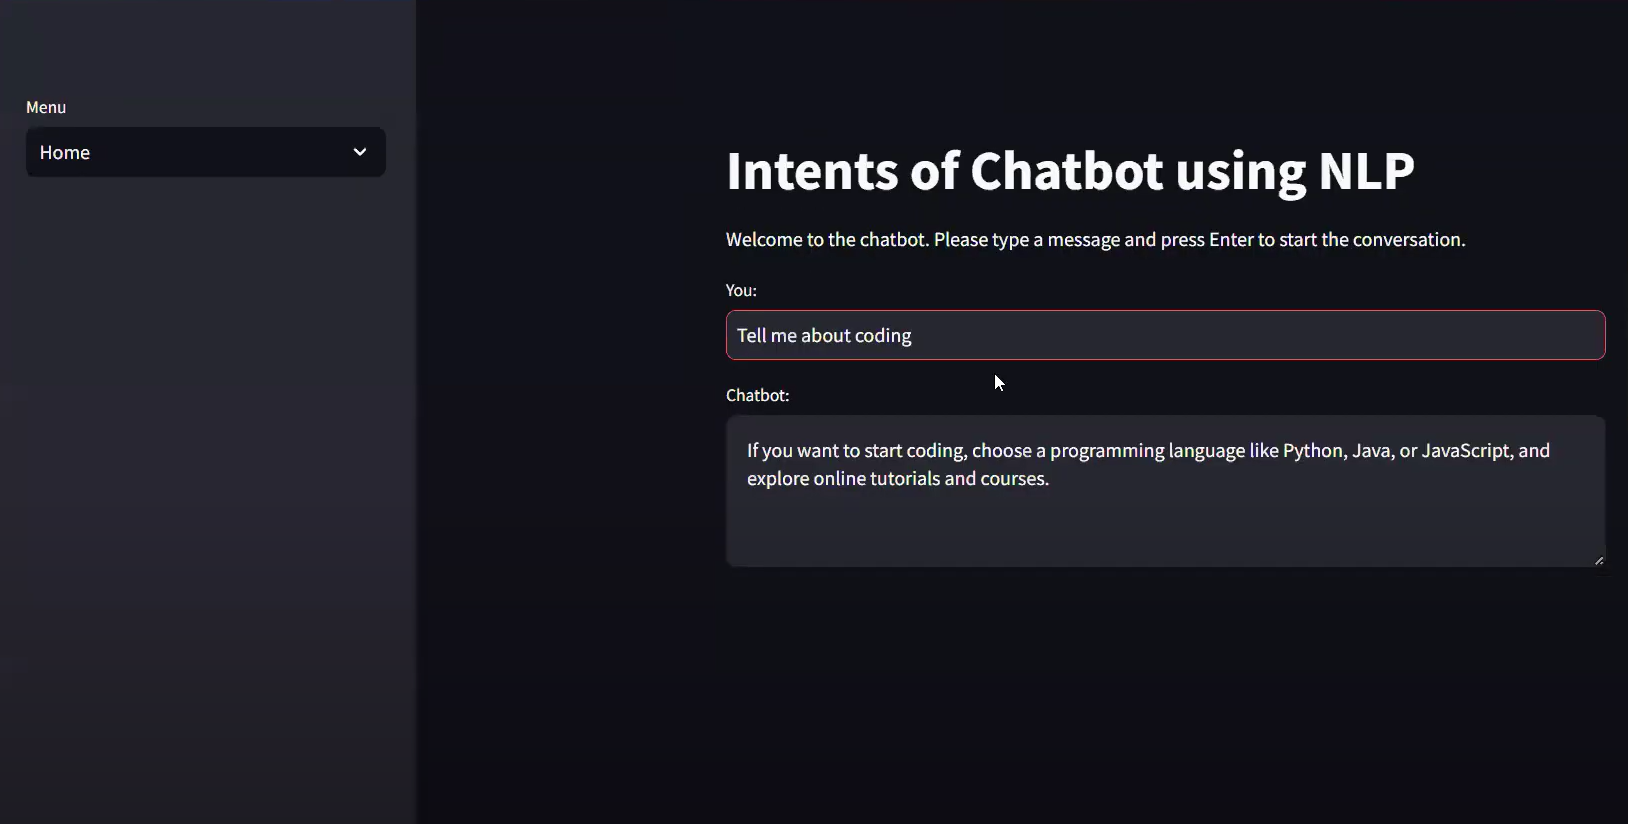 Menu
Home
Intents of Chatbot using NLP
Welcome to the chatbot. Please type a message and press Enter to start the conversation.
You:
Tell me about coding
Chatbot:
If you want to start coding, choose a programming language like Python, Java, or JavaScript, and
explore online tutorials and courses.